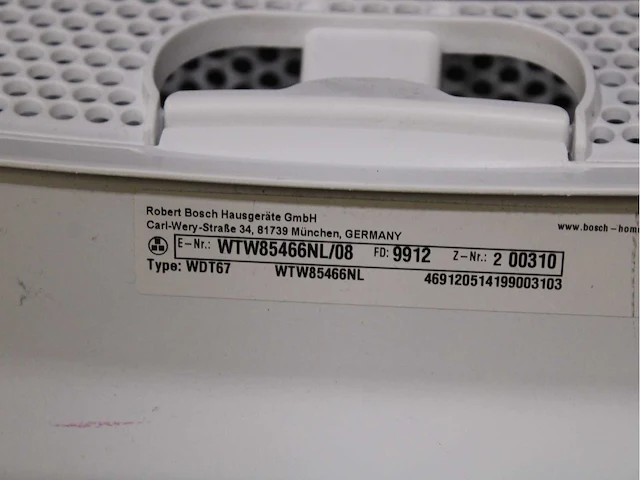 Robert Bosch Hausgeräte GmbH
Carl-Wery-Straße 34, 81739 München, GERMANY
www.bosch-home
E-Nr.: WTW85466NL/08 FD: 9912 Z-Nr.: 2 00310
Type: WDT67 WTW85466NL 469120514199003103